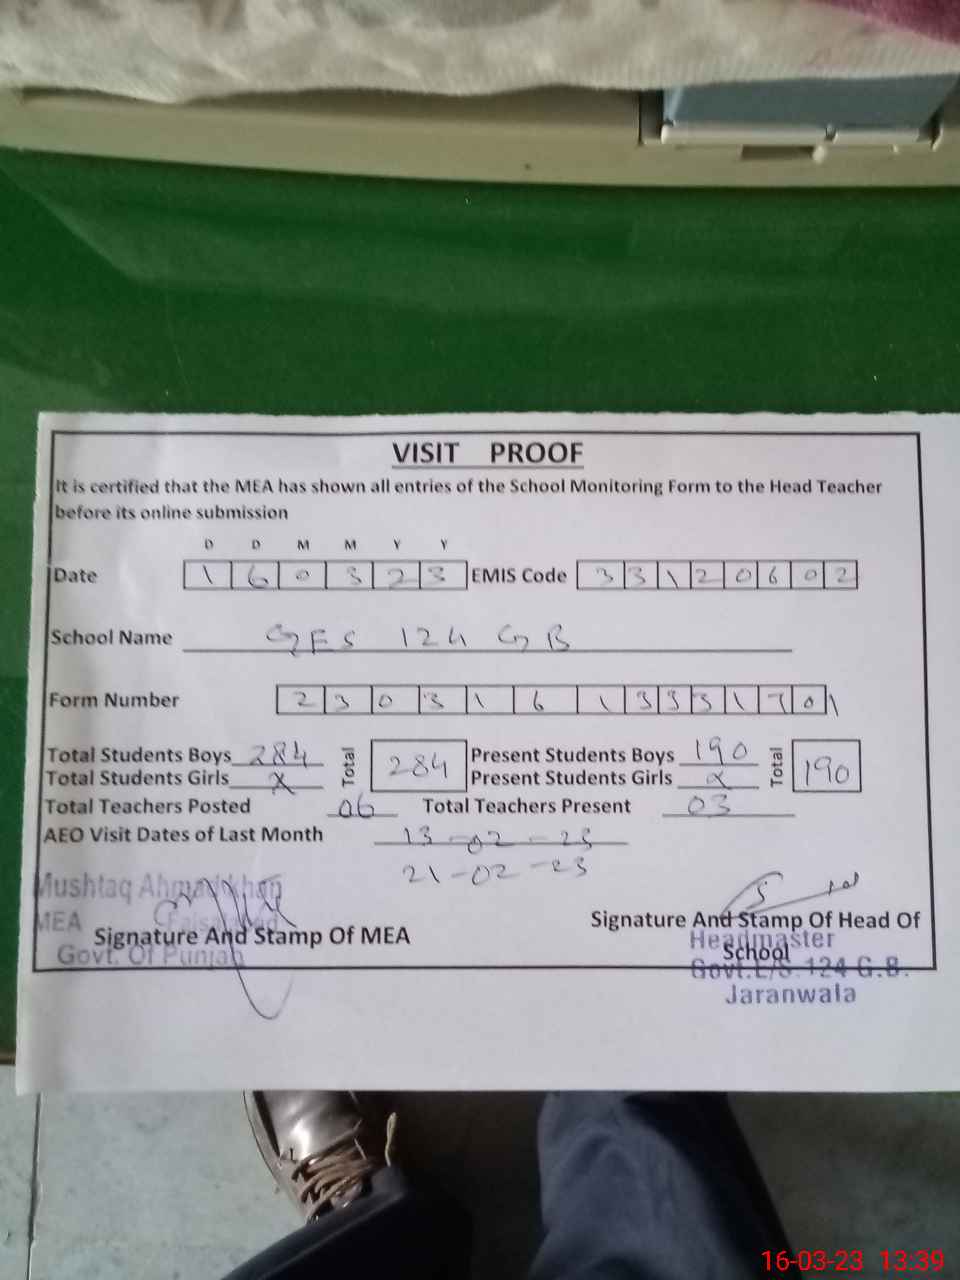 VISIT PROOF
It is certified that the MEA has shown all entries of the School Monitoring Form to the Head Teacher
before its online submission
D D M M Y Y
Date 1 6 0 3 2 3 EMIS Code 3 3 1 2 0 6 0 2
School Name GES 124 GB
Form Number 2 3 0 3 1 6 1 3 3 3 1 7 0 1
Total Students Boys 284 Total 284 Present Students Boys 190 Total 190
Total Students Girls x Present Students Girls x
Total Teachers Posted 06 Total Teachers Present 03
AEO Visit Dates of Last Month 13-02-23
21-02-23
Mushtaq Ahmad Khan
MEA Faisalabad
Signature And Stamp Of MEA
Govt. Of Punjab
Signature And Stamp Of Head Of
School
Headmaster
Govt.E/S.124 G.B.
Jaranwala
16-03-23 13:39